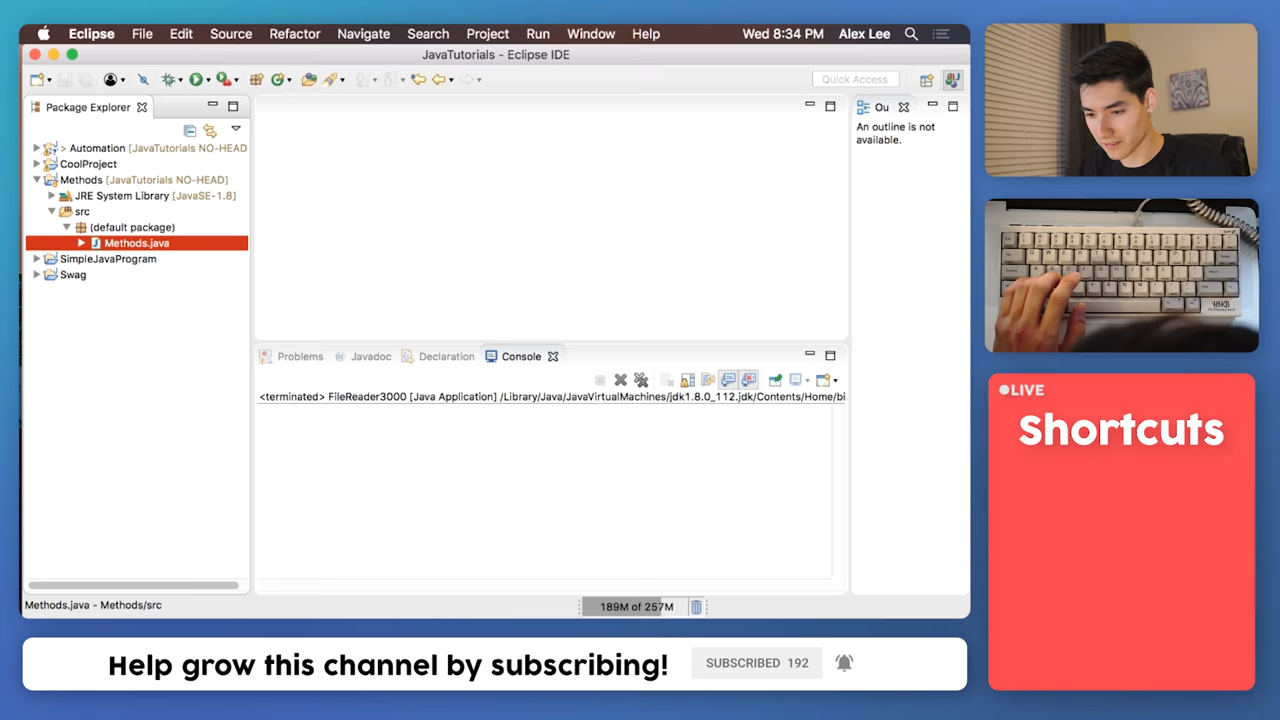 Eclipse File Edit Source Refactor Navigate Search Project Run Window Help Wed 8:34 PM Alex Lee
JavaTutorials - Eclipse IDE
Quick Access
Package Explorer
Ou
An outline is not
available.
> Automation [JavaTutorials NO-HEAD
CoolProject
Methods [JavaTutorials NO-HEAD]
JRE System Library [JavaSE-1.8]
src
(default package)
Methods.java
SimpleJavaProgram
Swag
Problems @ Javadoc Declaration Console
<terminated> FileReader3000 [Java Application] /Library/Java/JavaVirtualMachines/jdk1.8.0_112.jdk/Contents/Home/bi
Methods.java - Methods/src
189M of 257M
LIVE
Shortcuts
Help grow this channel by subscribing!
SUBSCRIBED 192
HHKB